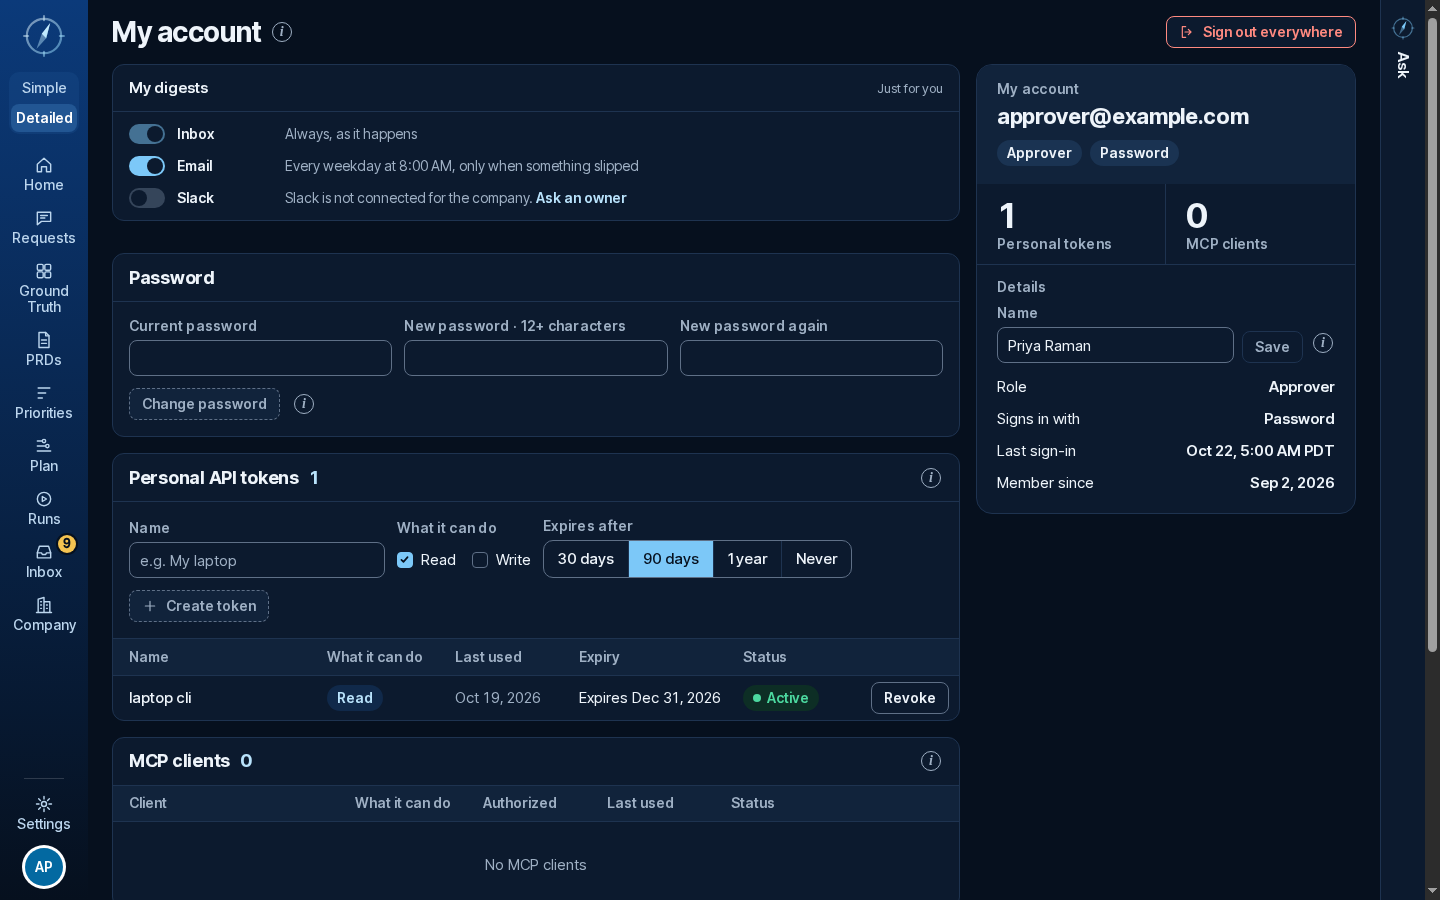 Simple
Detailed
Home
Requests
Ground
Truth
PRDs
Priorities
Plan
Runs
9
Inbox
Company
Settings
AP
My account
i
Sign out everywhere
My digests
Just for you
Inbox
Always, as it happens
Email
Every weekday at 8:00 AM, only when something slipped
Slack
Slack is not connected for the company. Ask an owner
Password
Current password
New password · 12+ characters
New password again
Change password
i
Personal API tokens 1
i
Name
What it can do
Expires after
e.g. My laptop
Read
Write
30 days
90 days
1 year
Never
+ Create token
Name
What it can do
Last used
Expiry
Status
laptop cli
Read
Oct 19, 2026
Expires Dec 31, 2026
Active
Revoke
MCP clients 0
i
Client
What it can do
Authorized
Last used
Status
No MCP clients
My account
approver@example.com
Approver
Password
1
Personal tokens
0
MCP clients
Details
Name
Priya Raman
Save
i
Role
Approver
Signs in with
Password
Last sign-in
Oct 22, 5:00 AM PDT
Member since
Sep 2, 2026
Ask